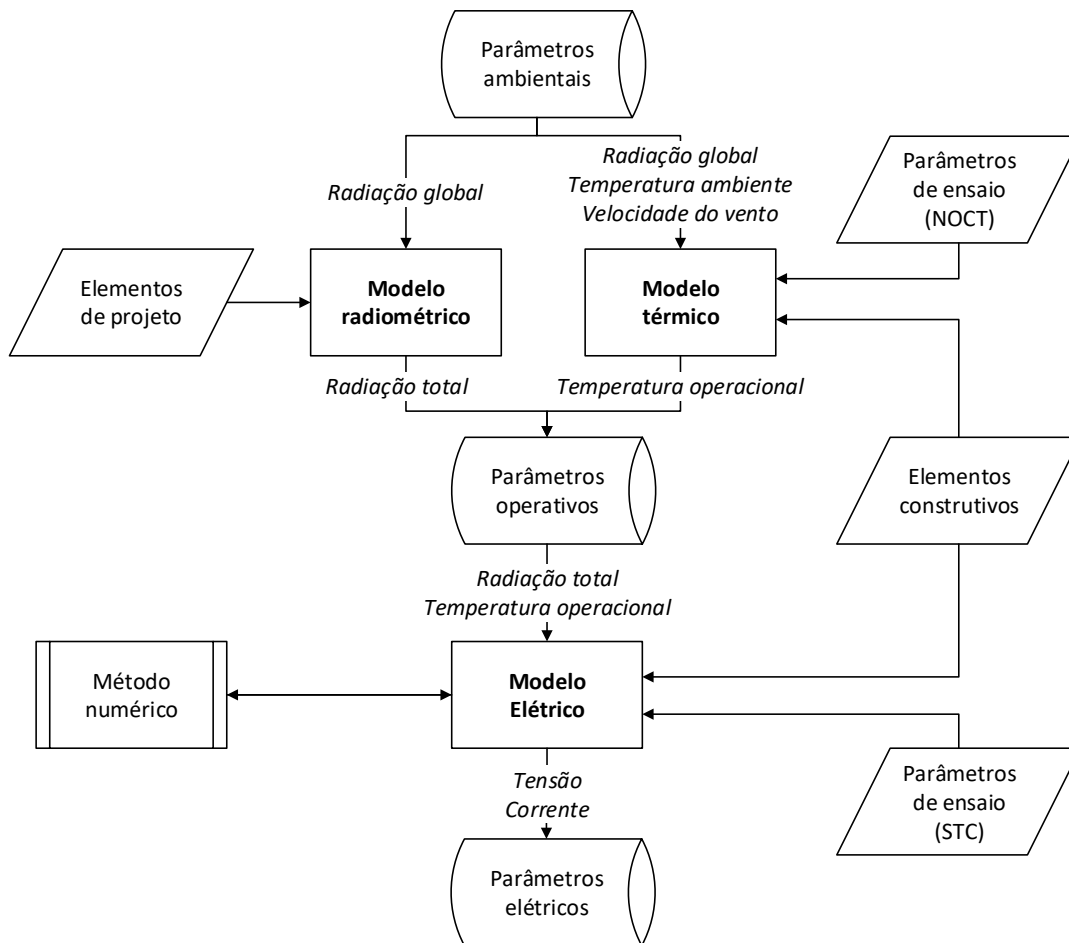 Parâmetros
ambientais
Radiação global
Radiação global
Temperatura ambiente
Velocidade do vento
Parâmetros
de ensaio
(NOCT)
Elementos
de projeto
Modelo
radiométrico
Modelo
térmico
Radiação total
Temperatura operacional
Parâmetros
operativos
Elementos
construtivos
Radiação total
Temperatura operacional
Método
numérico
Modelo
Elétrico
Tensão
Corrente
Parâmetros
de ensaio
(STC)
Parâmetros
elétricos